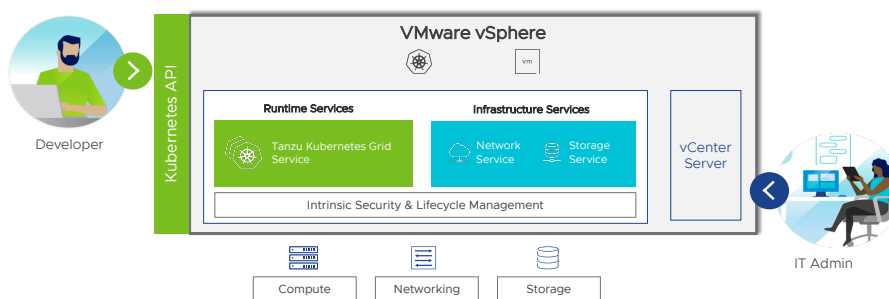 VMware vSphere
vm
Kubernetes API
Developer
Runtime Services
Infrastructure Services
Tanzu Kubernetes Grid
Service
Network
Service
Storage
Service
Intrinsic Security & Lifecycle Management
vCenter
Server
IT Admin
Compute
Networking
Storage